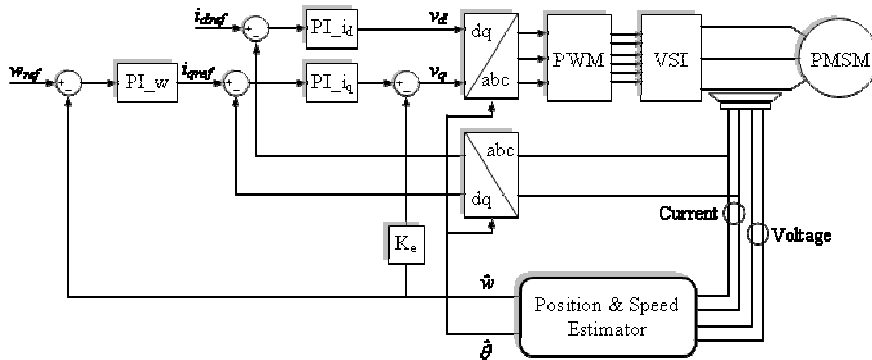 i_dref
PI_i_d
v_d
dq
abc
PWM
VSI
PMSM
w_ref
PI_w
i_qref
PI_i_q
v_q
abc
dq
K_e
Current
Voltage
ŵ
Position & Speed
Estimator
θ̂